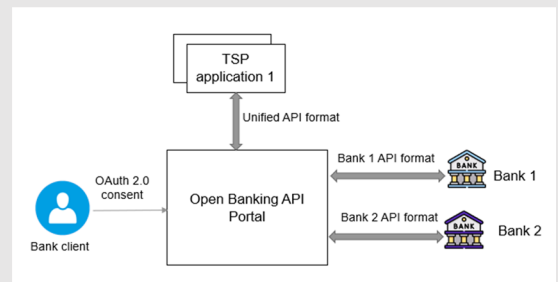 TSP
application 1
Unified API format
OAuth 2.0
consent
Bank client
Open Banking API
Portal
Bank 1 API format
BANK
Bank 1
Bank 2 API format
BANK
Bank 2